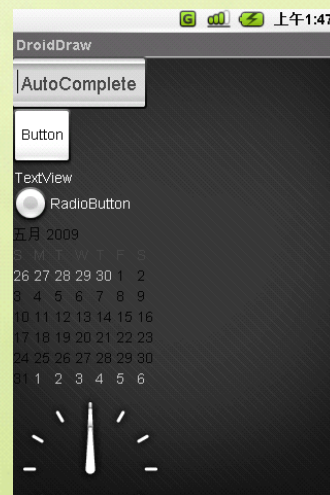 G 上午1:47
DroidDraw
AutoComplete
Button
TextView
RadioButton
五月 2009
S M T W T F S
26 27 28 29 30 1 2
3 4 5 6 7 8 9
10 11 12 13 14 15 16
17 18 19 20 21 22 23
24 25 26 27 28 29 30
31 1 2 3 4 5 6